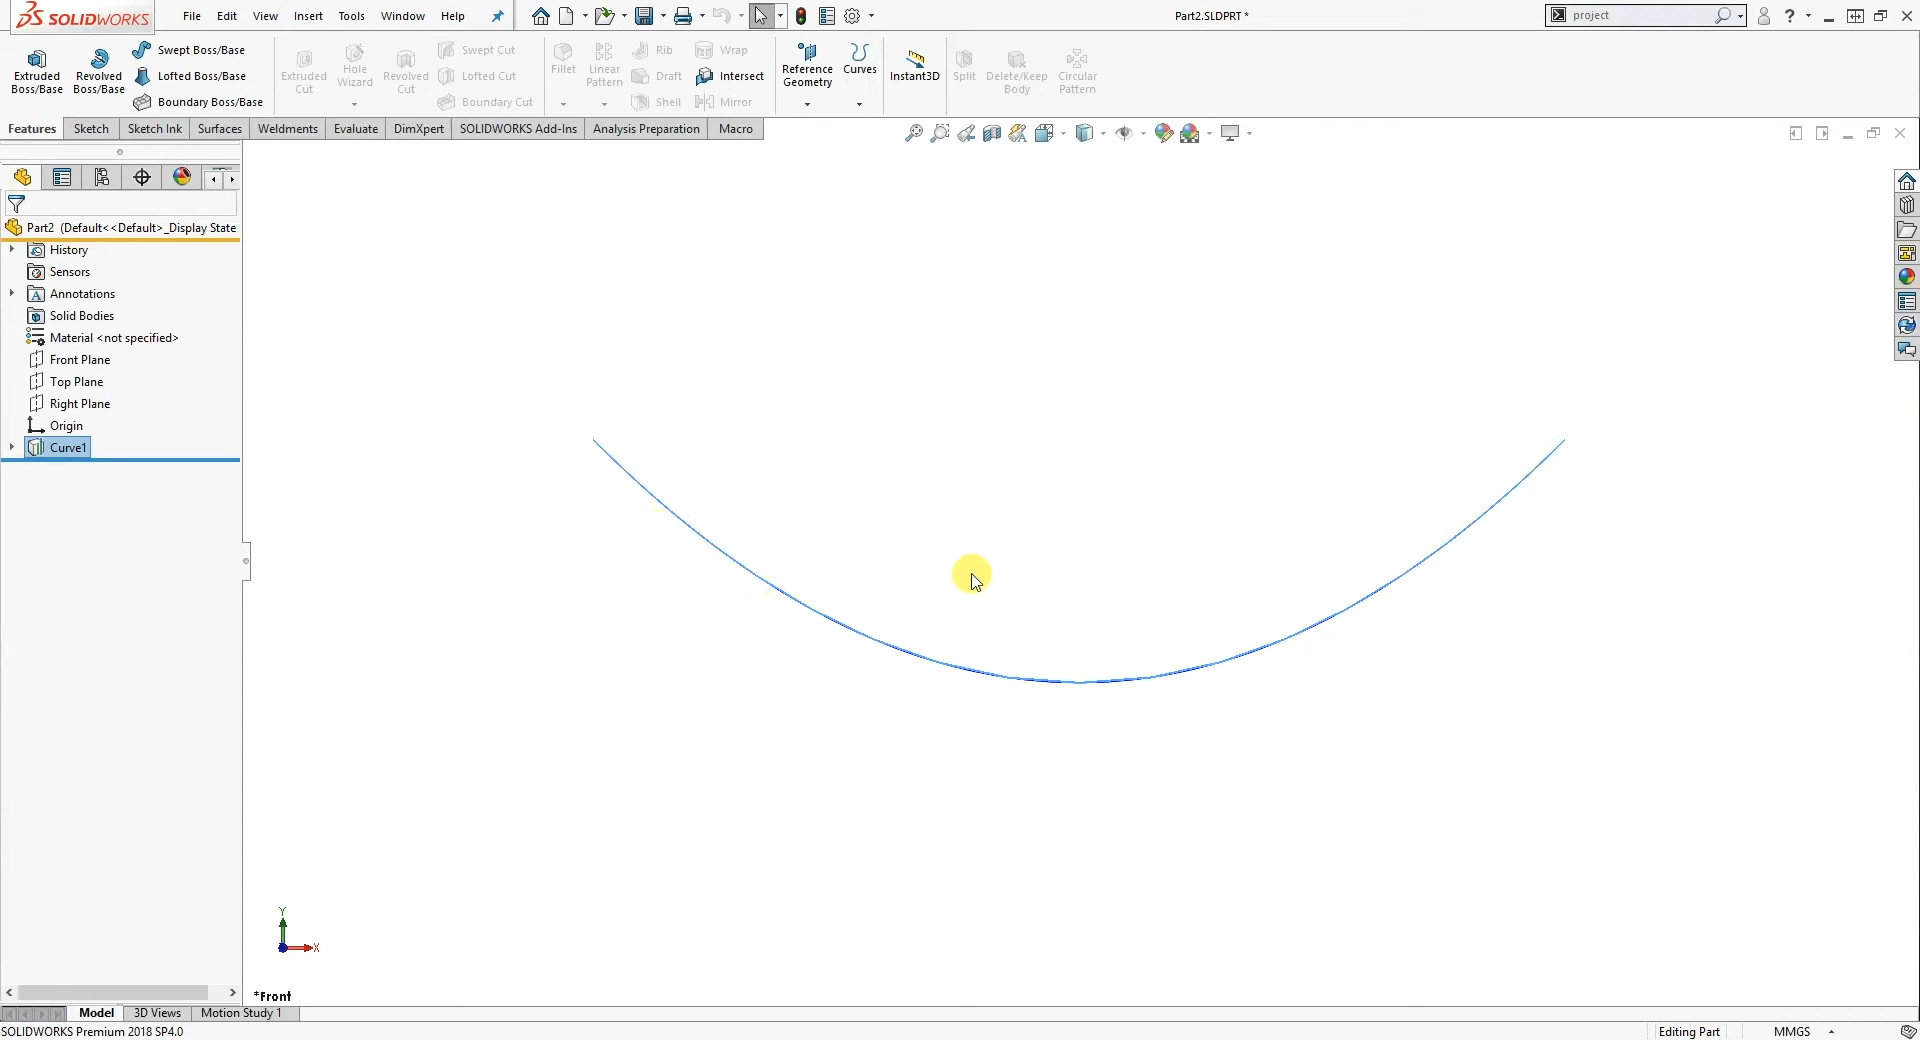 SOLIDWORKS
File Edit View Insert Tools Window Help
Part2.SLDPRT *
project
Extruded Boss/Base
Revolved Boss/Base
Swept Boss/Base
Lofted Boss/Base
Boundary Boss/Base
Extruded Cut
Hole Wizard
Revolved Cut
Swept Cut
Lofted Cut
Boundary Cut
Fillet
Linear Pattern
Rib
Draft
Shell
Wrap
Intersect
Mirror
Reference Geometry
Curves
Instant3D
Split
Delete/Keep Body
Circular Pattern
Features Sketch Sketch Ink Surfaces Weldments Evaluate DimXpert SOLIDWORKS Add-Ins Analysis Preparation Macro
Part2 (Default<<Default>_Display State
History
Sensors
Annotations
Solid Bodies
Material <not specified>
Front Plane
Top Plane
Right Plane
Origin
Curve1
Y
X
*Front
Model 3D Views Motion Study 1
SOLIDWORKS Premium 2018 SP4.0
Editing Part
MMGS